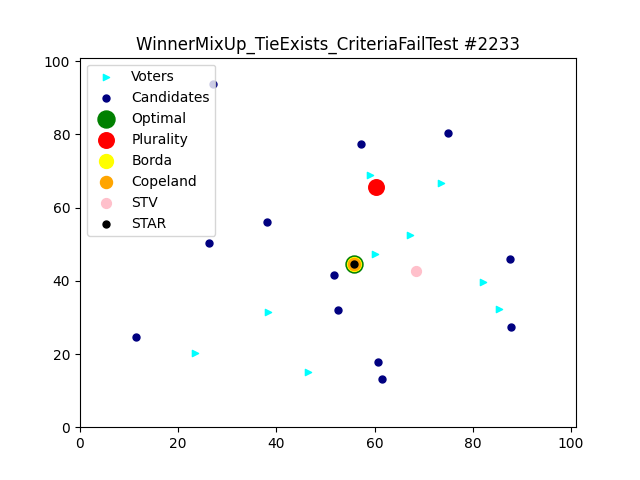 WinnerMixUp_TieExists_CriteriaFailTest #2233
100
80
60
40
20
0
0 20 40 60 80 100
Voters
Candidates
Optimal
Plurality
Borda
Copeland
STV
STAR